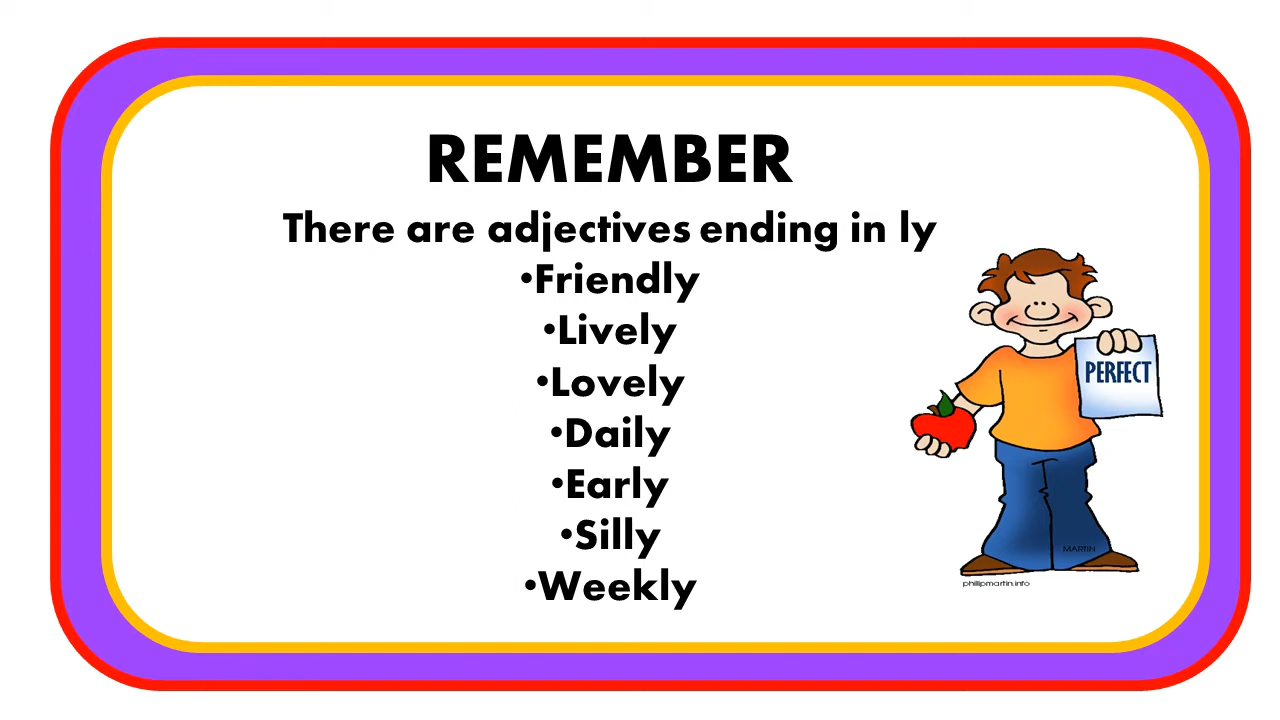 REMEMBER
There are adjectives ending in ly
•Friendly
•Lively
•Lovely
•Daily
•Early
•Silly
•Weekly
PERFECT
MARTIN
phillipmartin.info